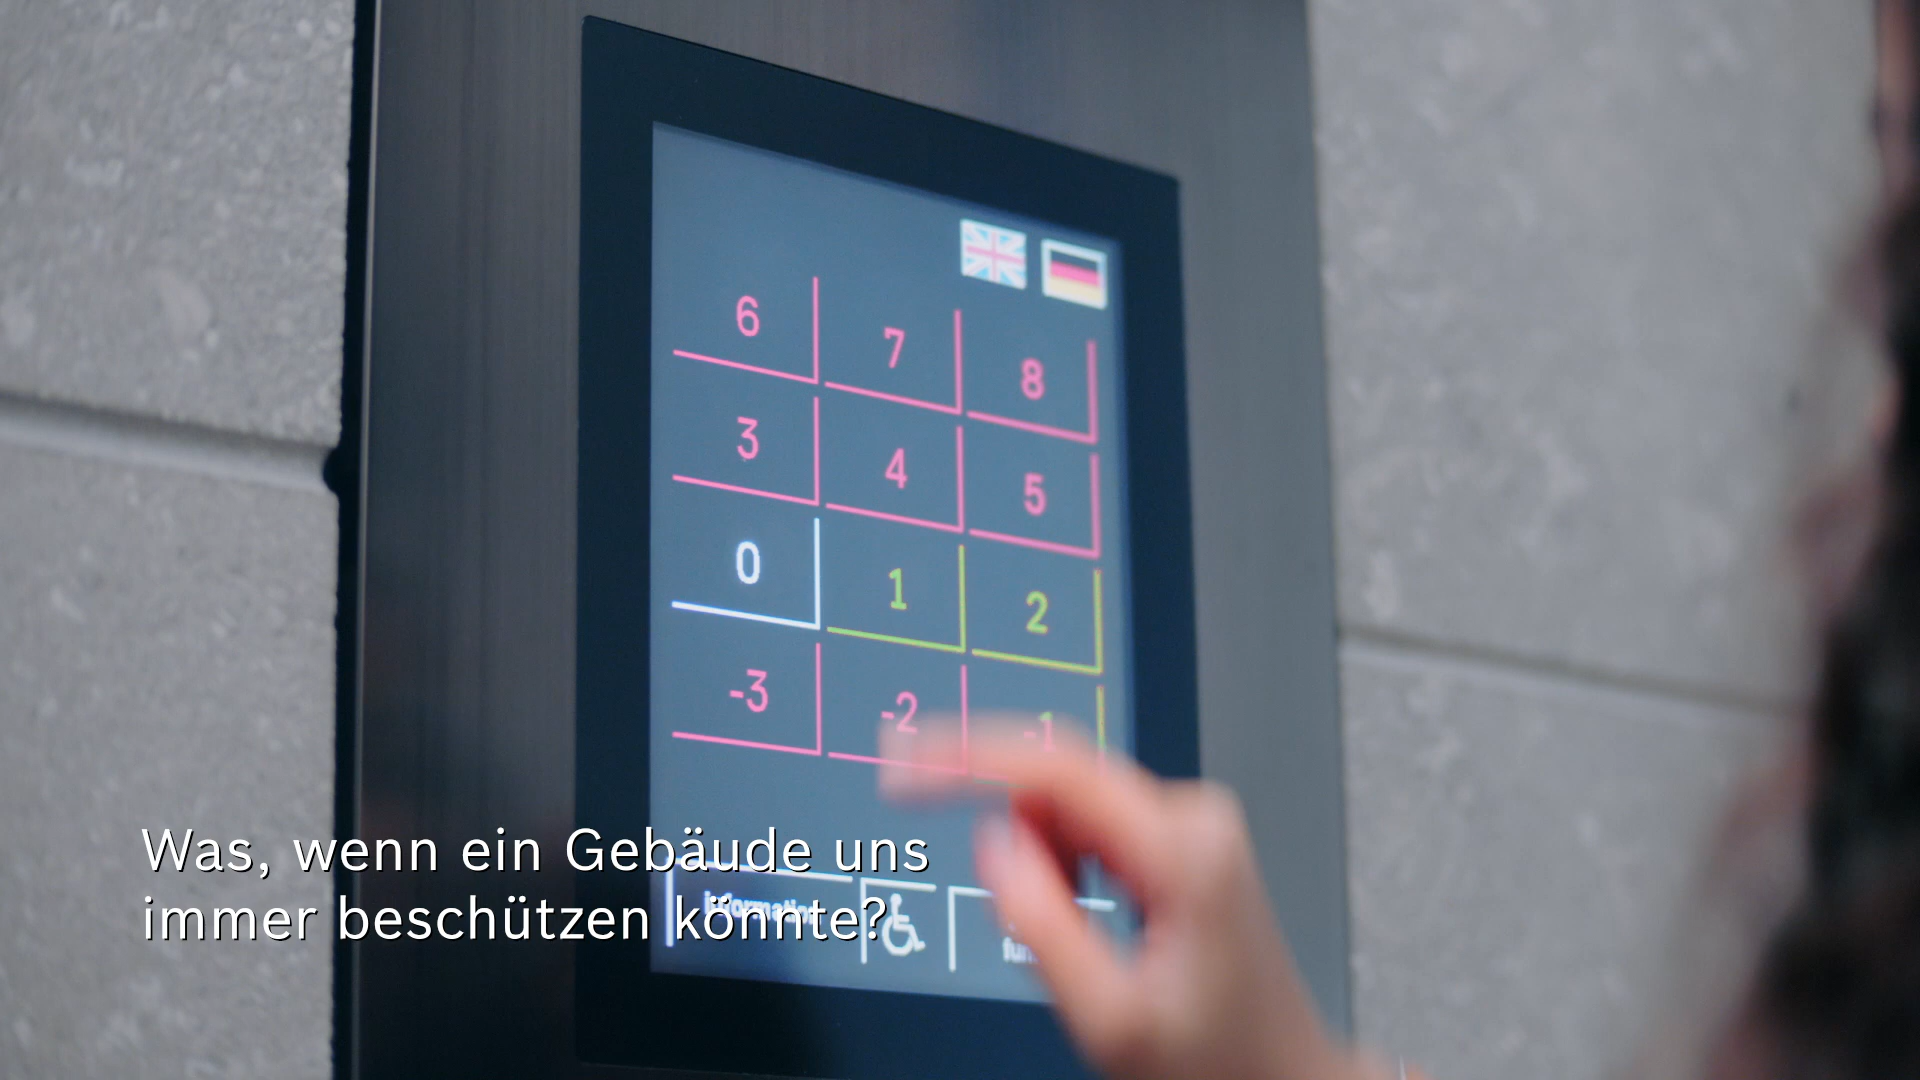 6 7 8
3 4 5
0 1 2
-3 -2 -1
Was, wenn ein Gebäude uns
immer beschützen könnte?
information